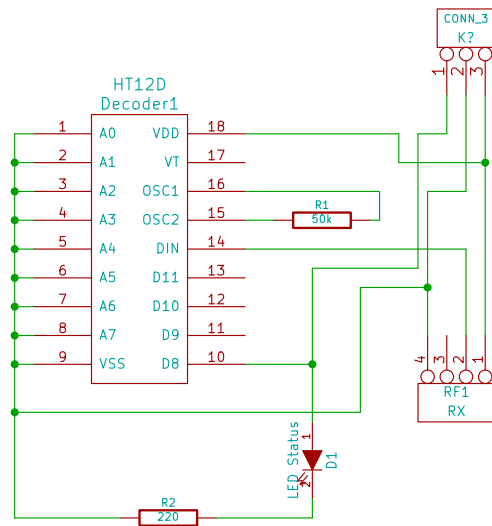 CONN_3
K?
1
2
3
HT12D
Decoder1
1 A0 VDD 18
2 A1 VT 17
3 A2 OSC1 16
4 A3 OSC2 15
5 A4 DIN 14
6 A5 D11 13
7 A6 D10 12
8 A7 D9 11
9 VSS D8 10
R1
50k
4
3
2
1
RF1
RX
LED Status
1
2
D1
R2
220